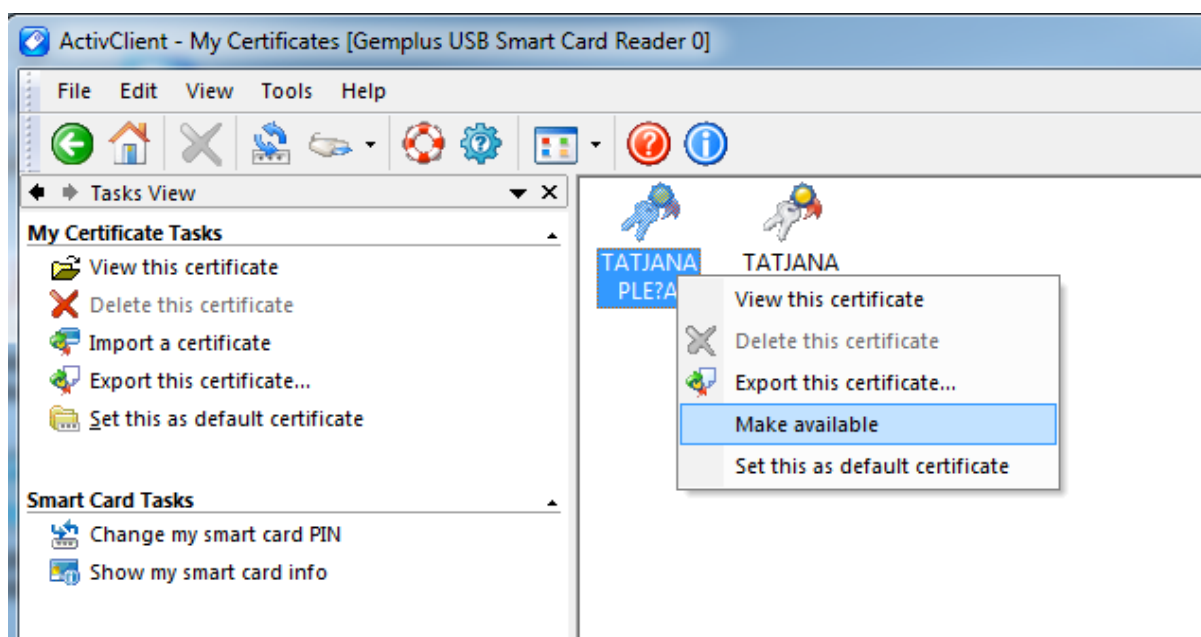 ActivClient - My Certificates [Gemplus USB Smart Card Reader 0]
File Edit View Tools Help
Tasks View
My Certificate Tasks
View this certificate
Delete this certificate
Import a certificate
Export this certificate...
Set this as default certificate
Smart Card Tasks
Change my smart card PIN
Show my smart card info
TATJANA
PLE?A
TATJANA
View this certificate
Delete this certificate
Export this certificate...
Make available
Set this as default certificate